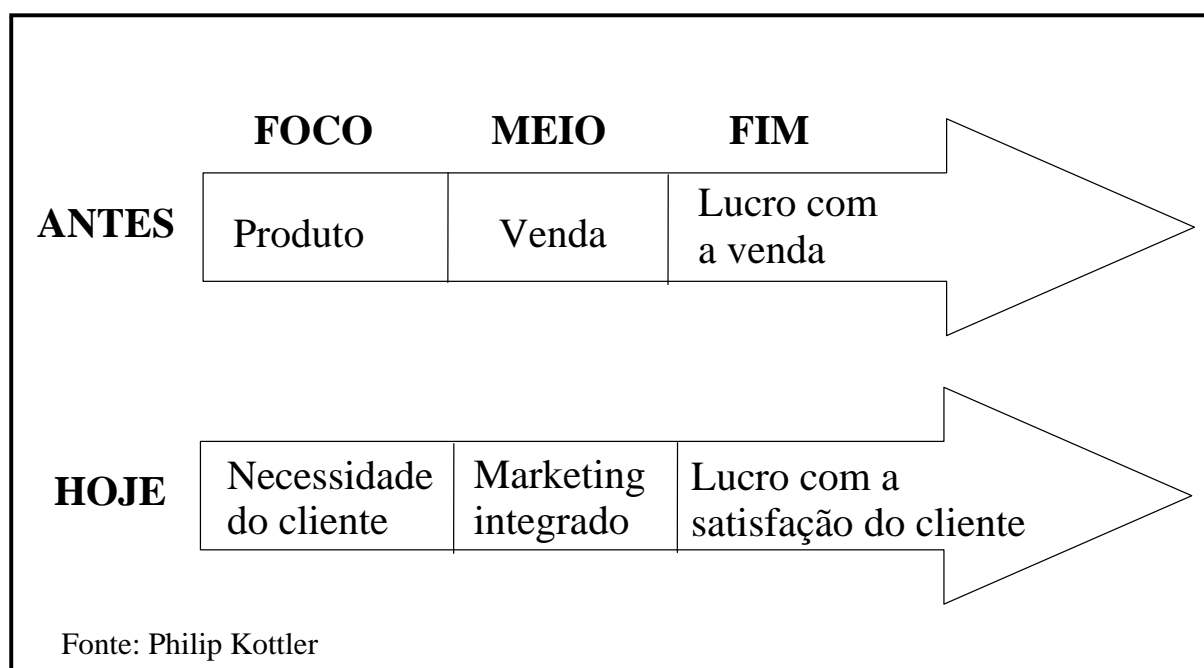 FOCO MEIO FIM
ANTES
Produto
Venda
Lucro com
a venda
HOJE
Necessidade
do cliente
Marketing
integrado
Lucro com a
satisfação do cliente
Fonte: Philip Kottler